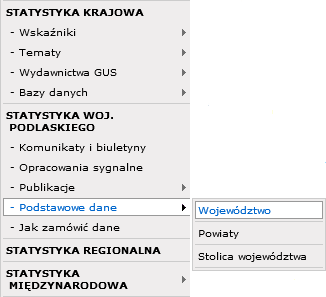 STATYSTYKA KRAJOWA
- Wskaźniki
- Tematy
- Wydawnictwa GUS
- Bazy danych
STATYSTYKA WOJ.
PODLASKIEGO
- Komunikaty i biuletyny
- Opracowania sygnalne
- Publikacje
- Podstawowe dane
- Jak zamówić dane
STATYSTYKA REGIONALNA
STATYSTYKA
MIĘDZYNARODOWA
Województwo
Powiaty
Stolica województwa